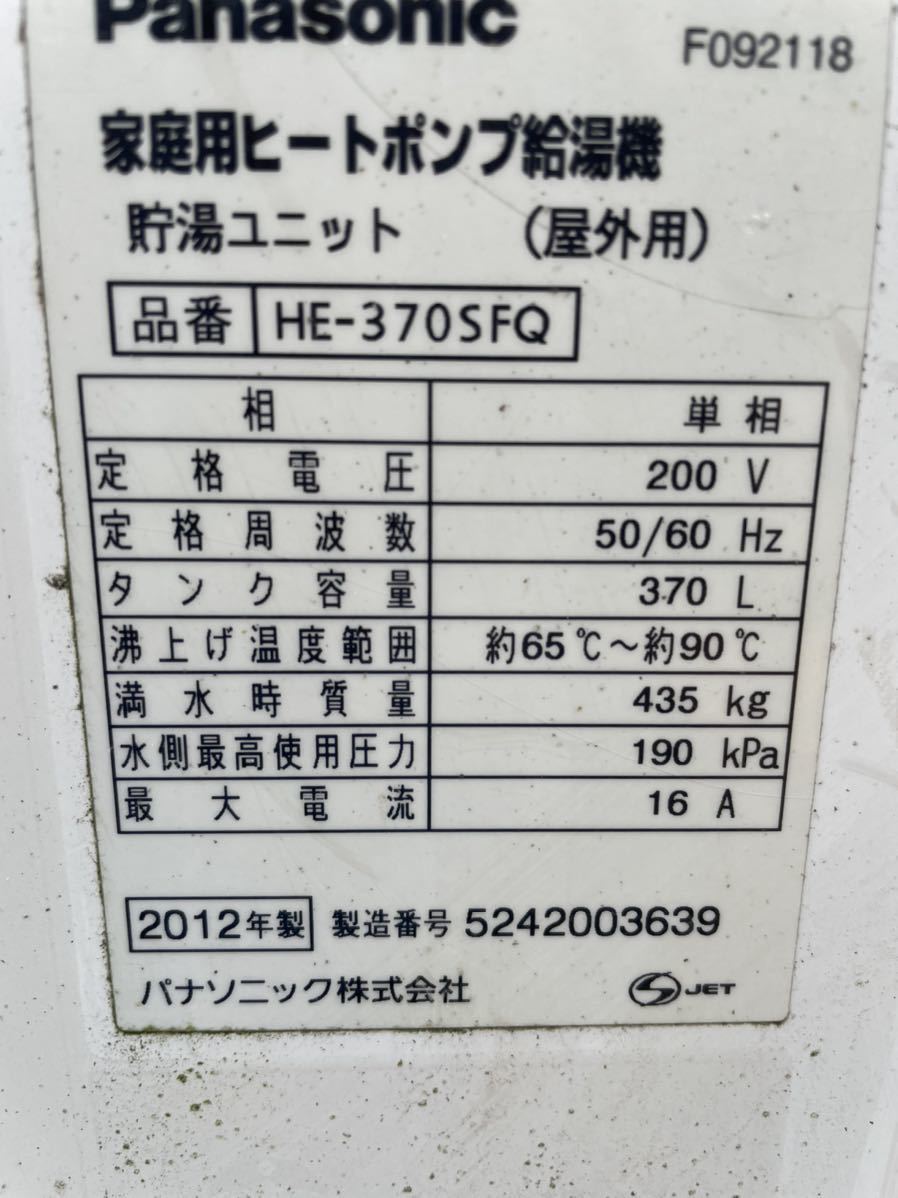 Panasonic
F092118
家庭用ヒートポンプ給湯機
貯湯ユニット (屋外用)
品番 HE-370SFQ
相 単相
定格電圧 200 V
定格周波数 50/60 Hz
タンク容量 370 L
沸上げ温度範囲 約65℃～約90℃
満水時質量 435 kg
水側最高使用圧力 190 kPa
最大電流 16 A
2012年製 製造番号 5242003639
パナソニック株式会社 S JET